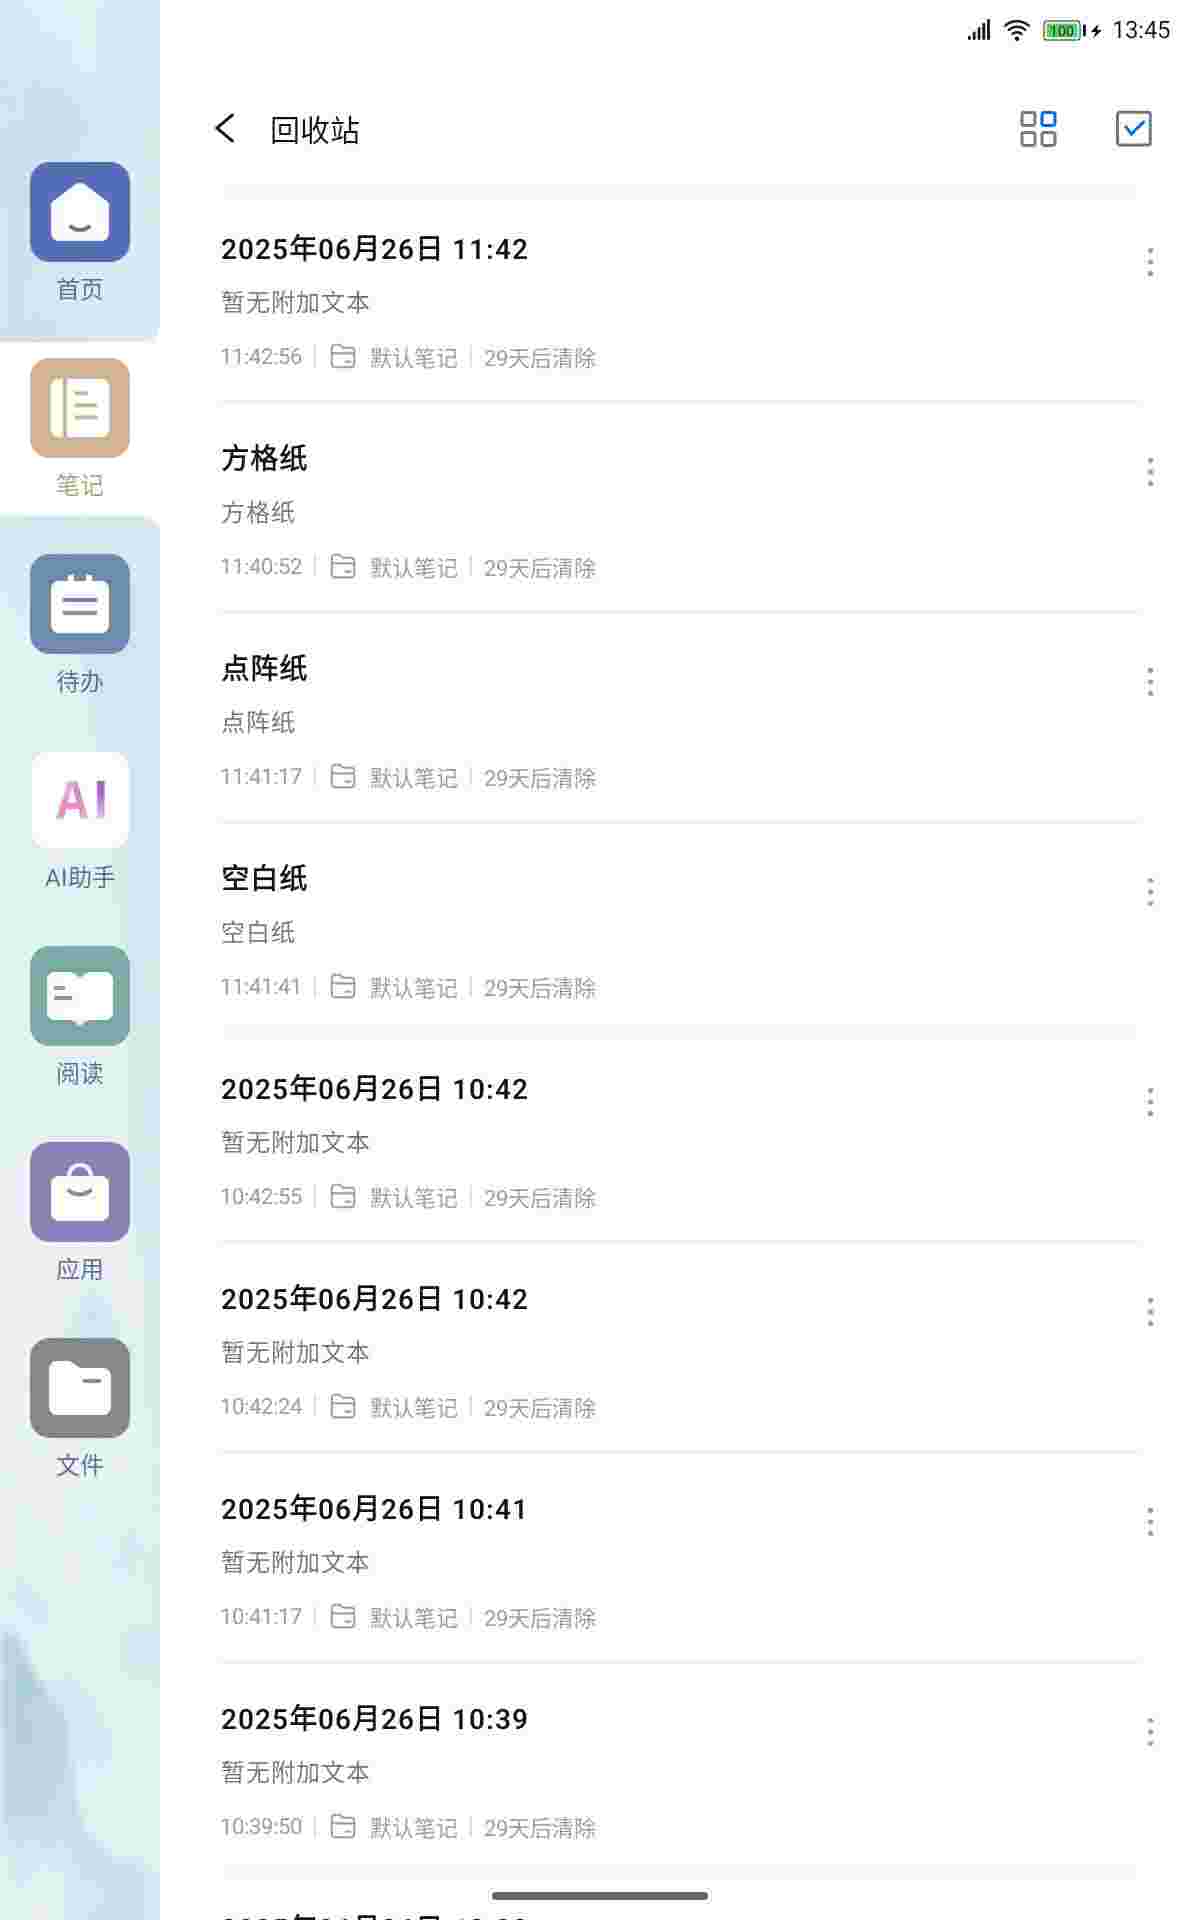 100 13:45
回收站
首页
笔记
待办
AI
AI助手
阅读
应用
文件
2025年06月26日 11:42
暂无附加文本
11:42:56 默认笔记 29天后清除
方格纸
方格纸
11:40:52 默认笔记 29天后清除
点阵纸
点阵纸
11:41:17 默认笔记 29天后清除
空白纸
空白纸
11:41:41 默认笔记 29天后清除
2025年06月26日 10:42
暂无附加文本
10:42:55 默认笔记 29天后清除
2025年06月26日 10:42
暂无附加文本
10:42:24 默认笔记 29天后清除
2025年06月26日 10:41
暂无附加文本
10:41:17 默认笔记 29天后清除
2025年06月26日 10:39
暂无附加文本
10:39:50 默认笔记 29天后清除